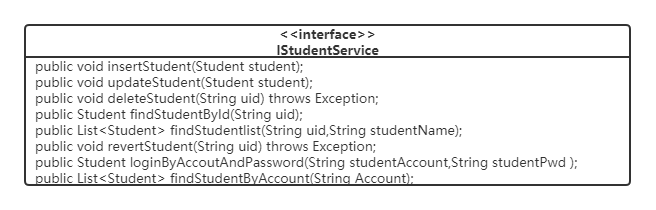 <<interface>>
IStudentService
public void insertStudent(Student student);
public void updateStudent(Student student);
public void deleteStudent(String uid) throws Exception;
public Student findStudentById(String uid);
public List<Student> findStudentlist(String uid,String studentName);
public void revertStudent(String uid) throws Exception;
public Student loginByAccoutAndPassword(String studentAccount,String studentPwd );
public List<Student> findStudentByAccount(String Account);